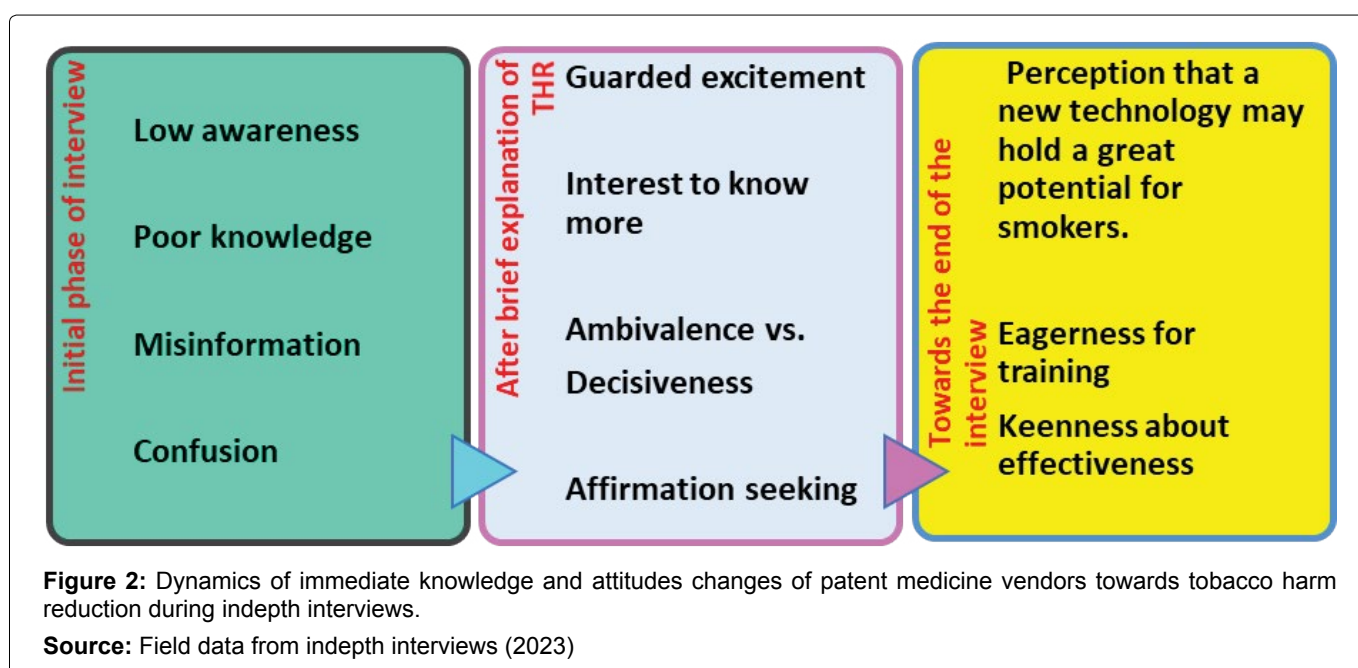 Initial phase of interview
Low awareness
Poor knowledge
Misinformation
Confusion
After brief explanation of
THR
Guarded excitement
Interest to know
more
Ambivalence vs.
Decisiveness
Affirmation seeking
Towards the end of the
interview
Perception that a
new technology may
hold a great
potential for
smokers.
Eagerness for
training
Keenness about
effectiveness
Figure 2: Dynamics of immediate knowledge and attitudes changes of patent medicine vendors towards tobacco harm
reduction during indepth interviews.
Source: Field data from indepth interviews (2023)